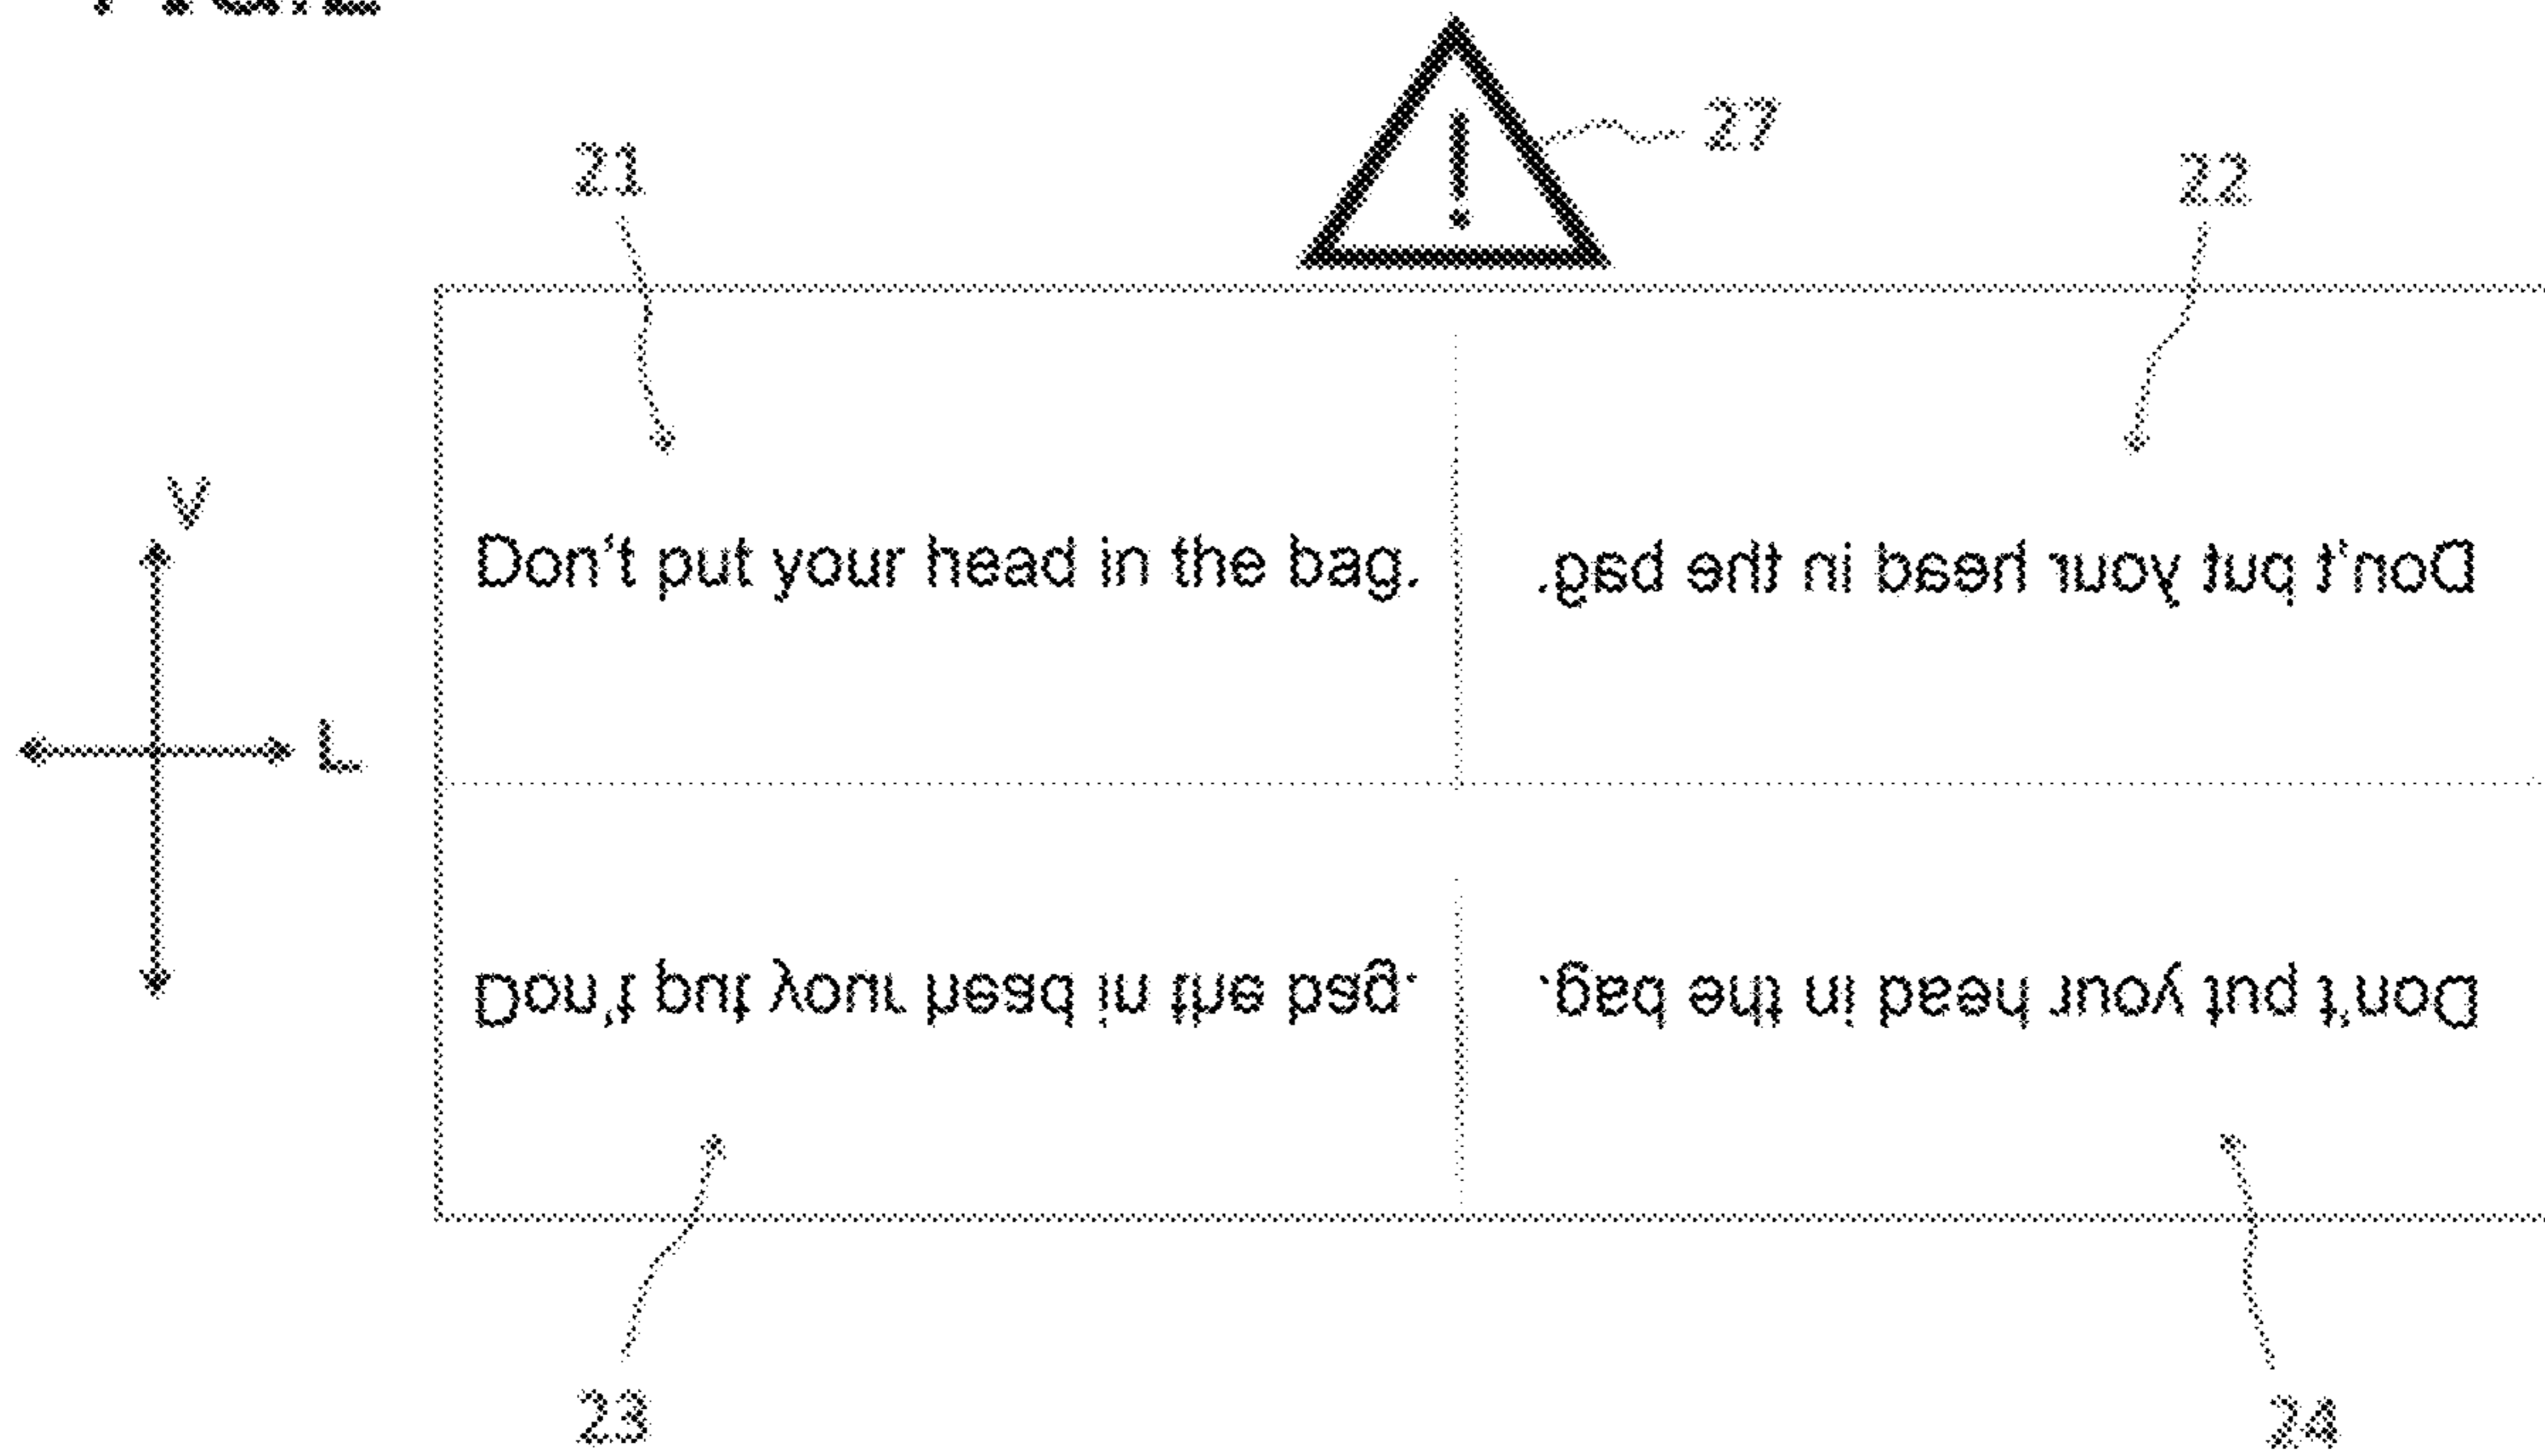 27
21
22
!
V
Don't put your head in the bag.
Don't put your head in the bag.
L
Don't put your head in the bag.
Don't put your head in the bag.
23
24